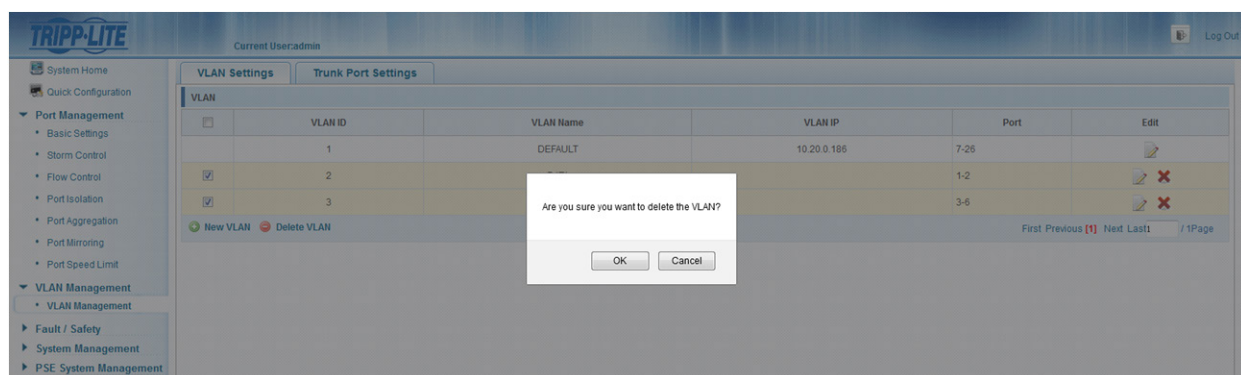 TRIPP·LITE
Current User:admin
Log Out
System Home
Quick Configuration
Port Management
Basic Settings
Storm Control
Flow Control
Port Isolation
Port Aggregation
Port Mirroring
Port Speed Limit
VLAN Management
VLAN Management
Fault / Safety
System Management
PSE System Management
VLAN Settings Trunk Port Settings
VLAN
VLAN ID VLAN Name VLAN IP Port Edit
1 DEFAULT 10.20.0.186 7-26
2 1-2
3 3-6
New VLAN Delete VLAN First Previous [1] Next Last 1 / 1Page
Are you sure you want to delete the VLAN?
OK Cancel